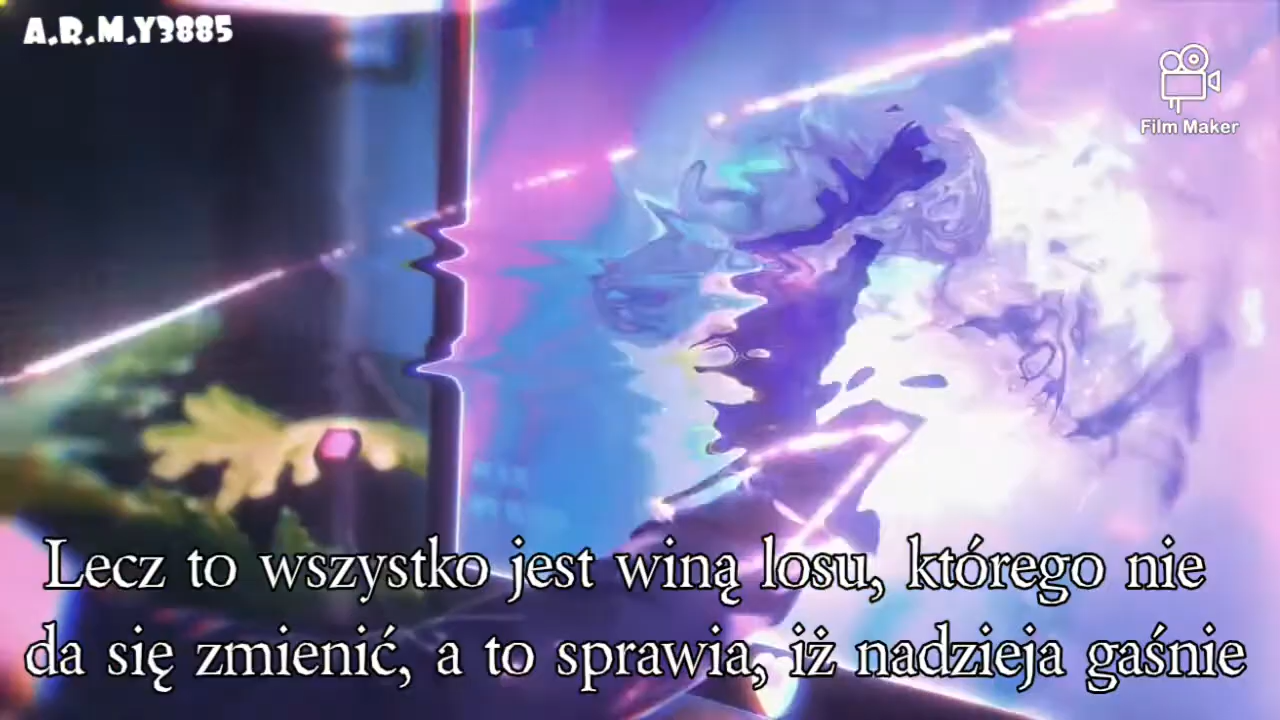 A.R.M.Y3885
Film Maker
Lecz to wszystko jest winą losu, którego nie
da się zmienić, a to sprawia, iż nadzieja gaśnie